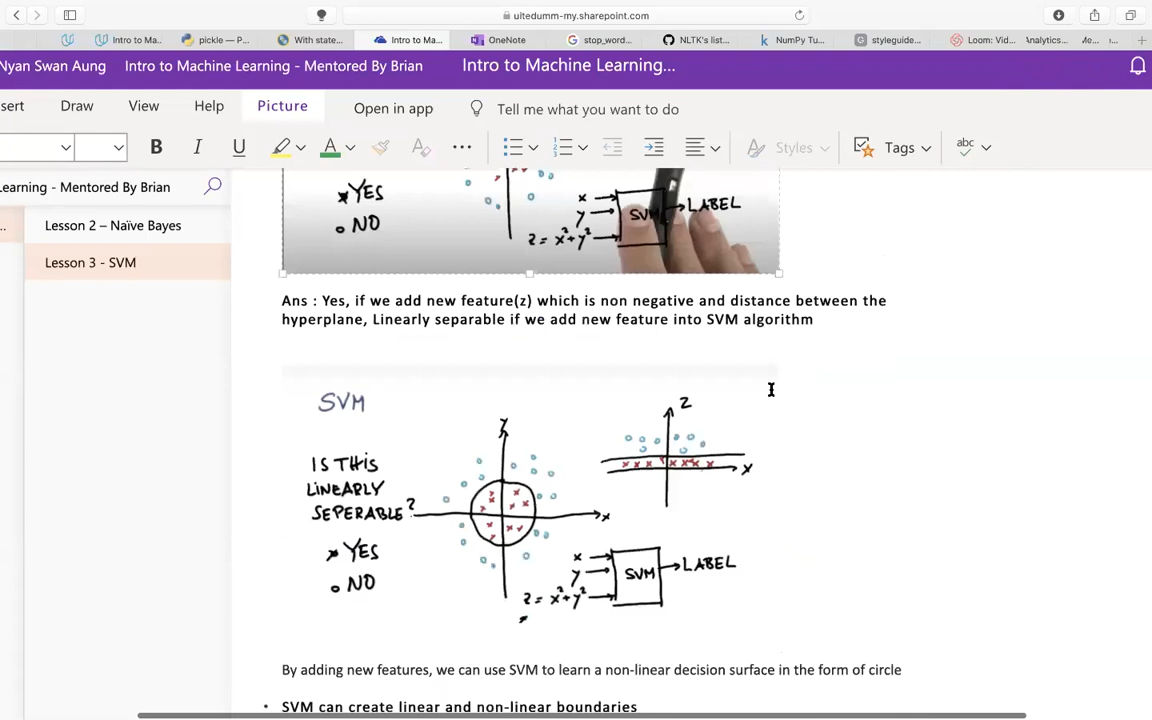 uitedumm-my.sharepoint.com
Intro to Ma..
Intro to Ma...
pickle — P...
With state...
Intro to Ma...
OneNote
stop_word...
NLTK's list...
NumPy Tu...
styleguide...
Loom: Vid...
Analytics...
Nyan Swan Aung
Intro to Machine Learning - Mentored By Brian
Intro to Machine Learning...
sert
Draw
View
Help
Picture
Open in app
Tell me what you want to do
B
I
U
A
Styles
Tags
abc
earning - Mentored By Brian
Lesson 2 – Naïve Bayes
...
Lesson 3 - SVM
YES
NO
x
y
z = x²+y²
SVM
LABEL
Ans : Yes, if we add new feature(z) which is non negative and distance between the
hyperplane, Linearly separable if we add new feature into SVM algorithm
SVM
IS THIS
LINEARLY
SEPERABLE?
YES
NO
y
x
z
x
x
y
z = x²+y²
SVM
LABEL
By adding new features, we can use SVM to learn a non-linear decision surface in the form of circle
• SVM can create linear and non-linear boundaries